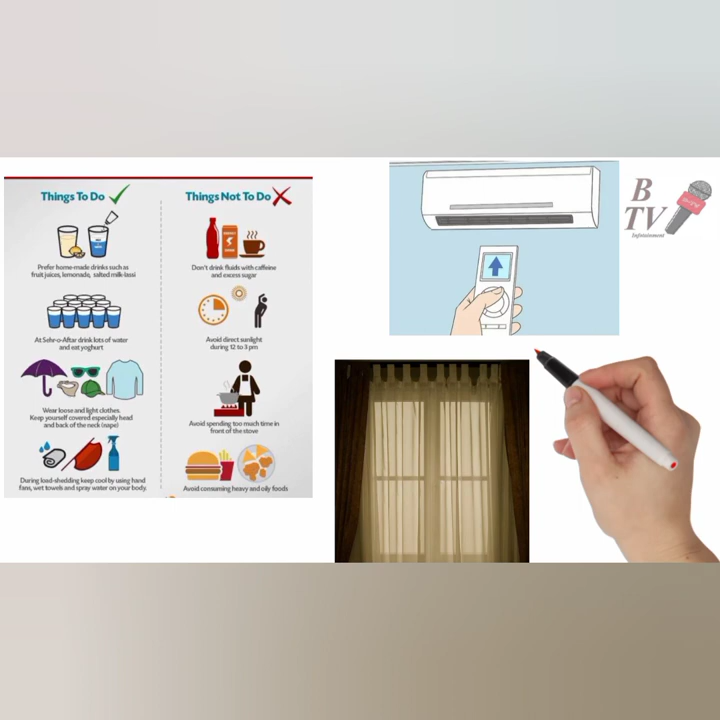 Things To Do
Prefer home-made drinks such as
fruit juices, lemonade, salted milk-lassi
At Sehr-o-Aftar drink lots of water
and eat yoghurt
Wear loose and light clothes.
Keep yourself covered especially head
and back of the neck (nape)
During load-shedding keep cool by using hand
fans, wet towels and spray water on your body.
Things Not To Do
Don't drink fluids with caffeine
and excess sugar
Avoid direct sunlight
during 12 to 3 pm
Avoid spending too much time in
front of the stove
Avoid consuming heavy and oily foods
B
TV
Infotainment